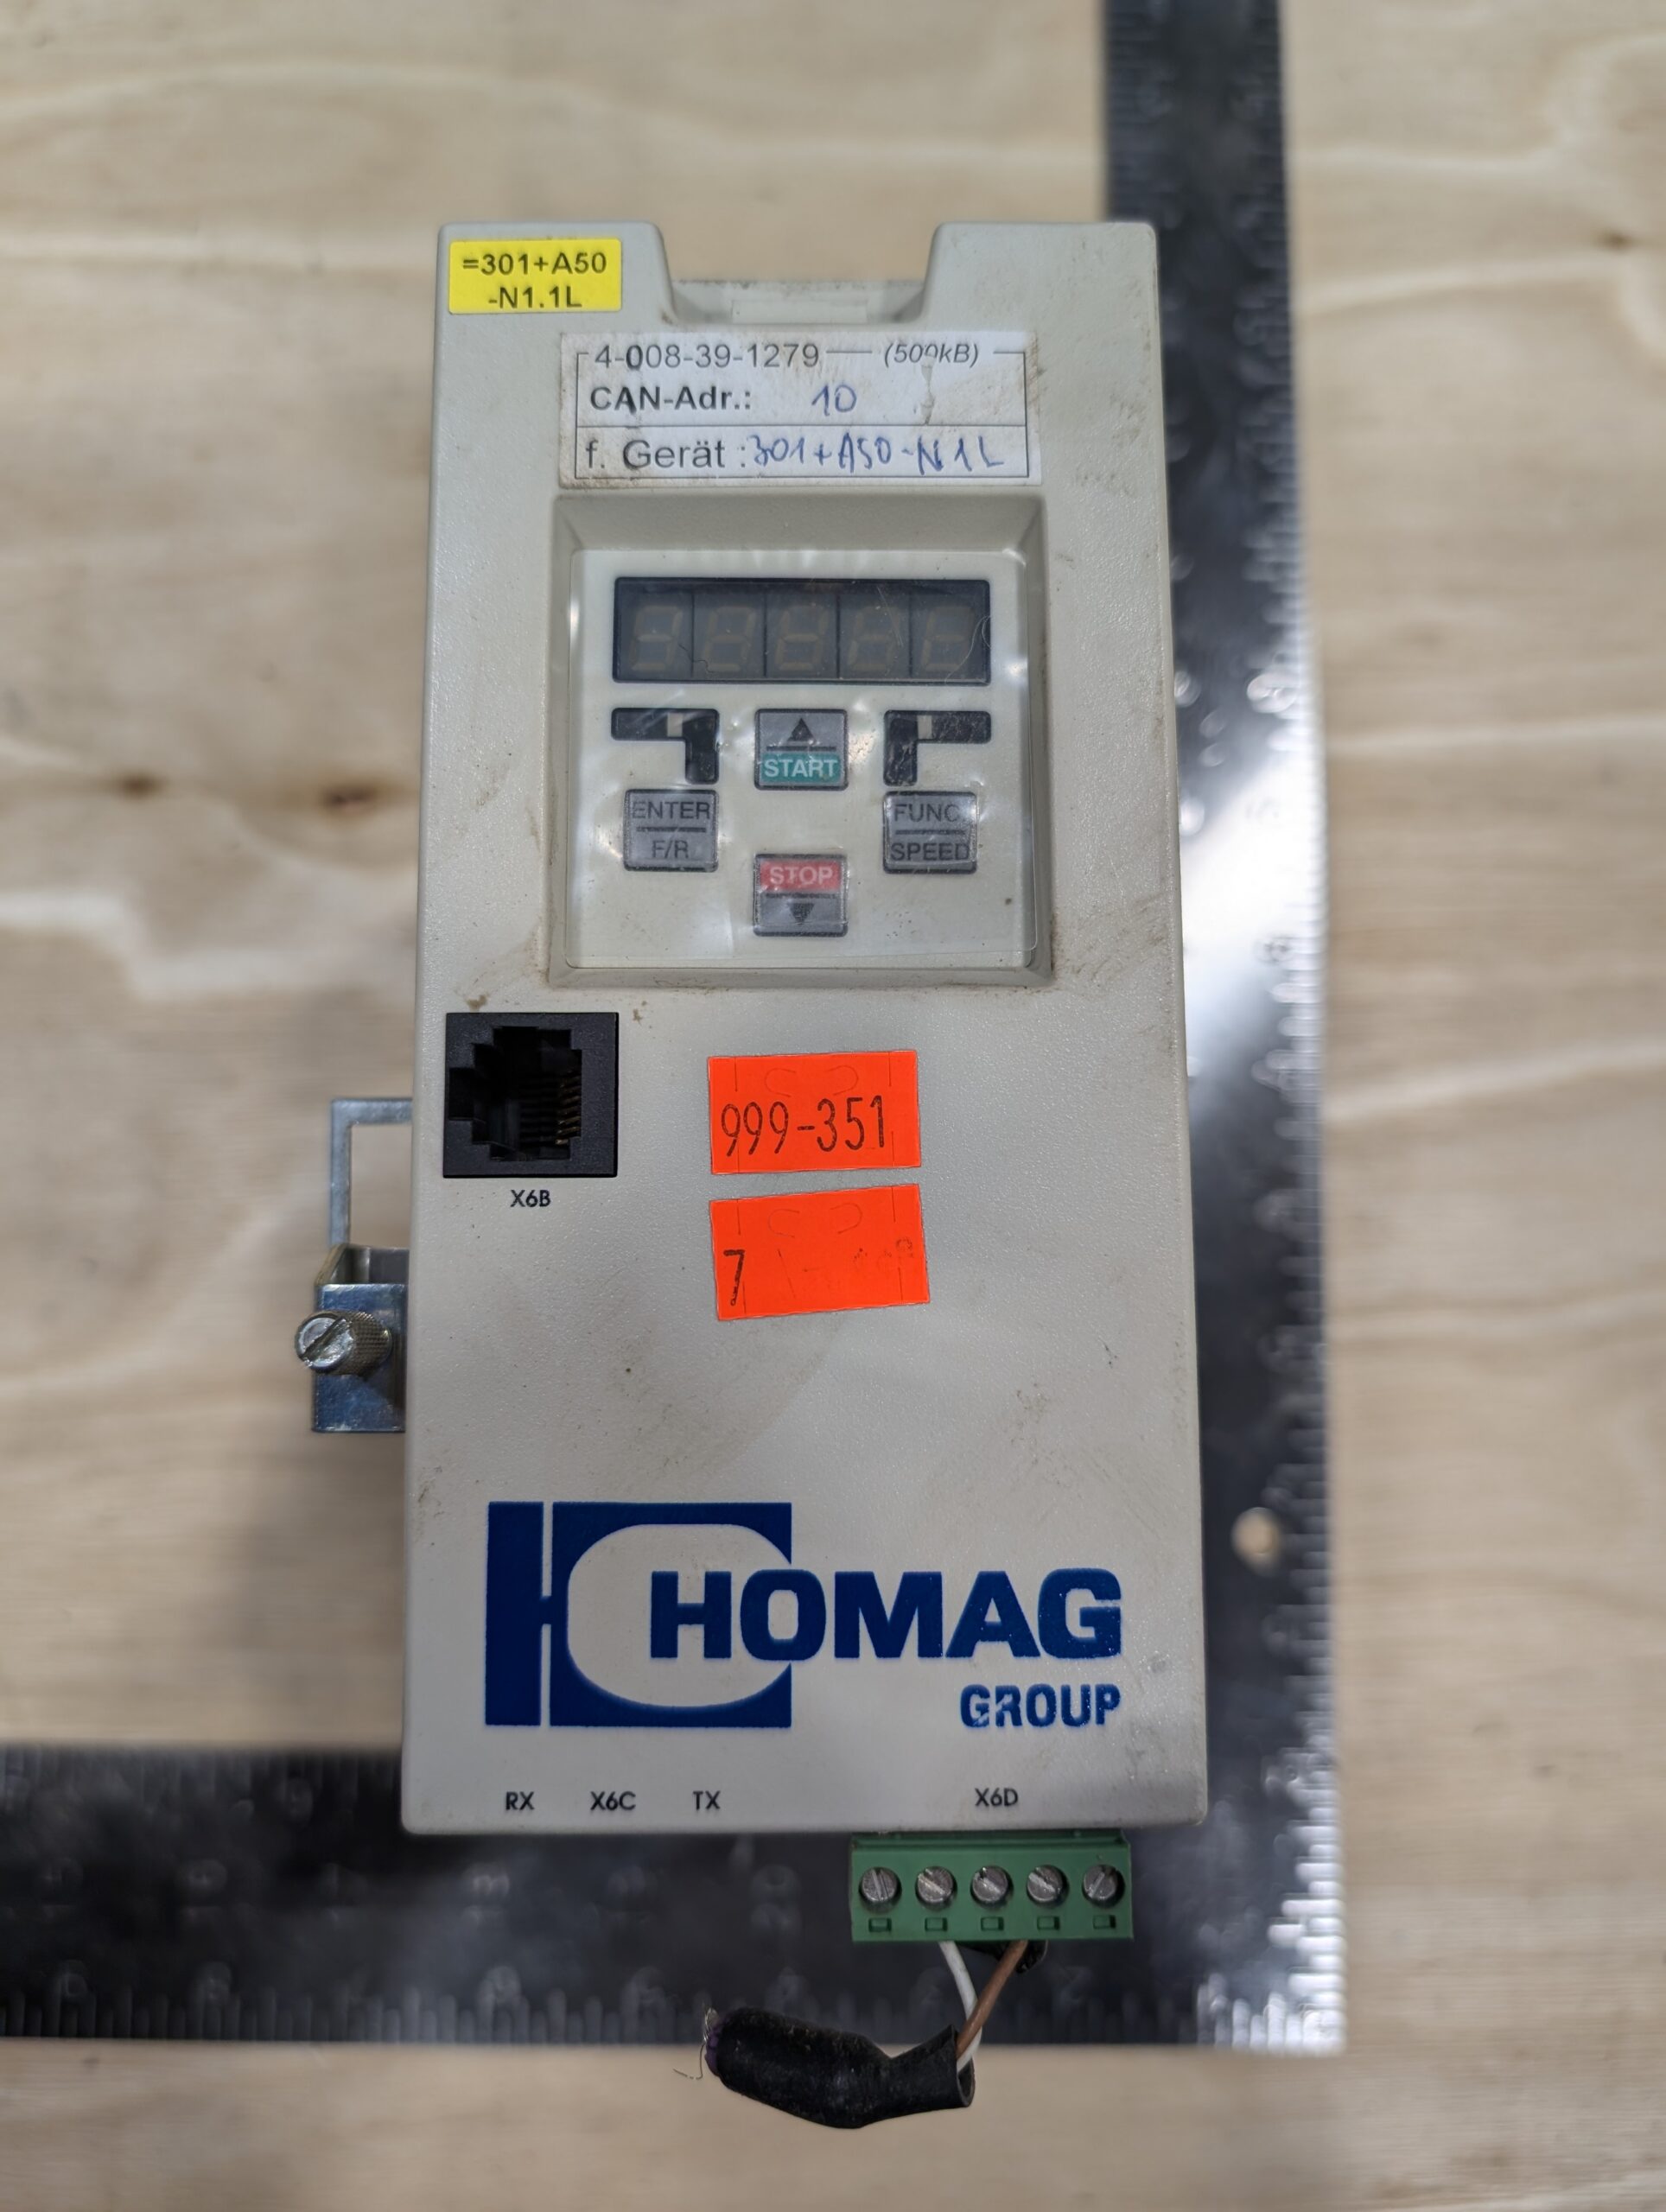 =301+A50
-N1.1L
4-008-39-1279 (500kB)
CAN-Adr.: 10
f. Gerät : 301+A50-N1L
START
ENTER
F/R
FUNC.
SPEED
STOP
X6B
999-351
7
HOMAG
GROUP
RX X6C TX X6D